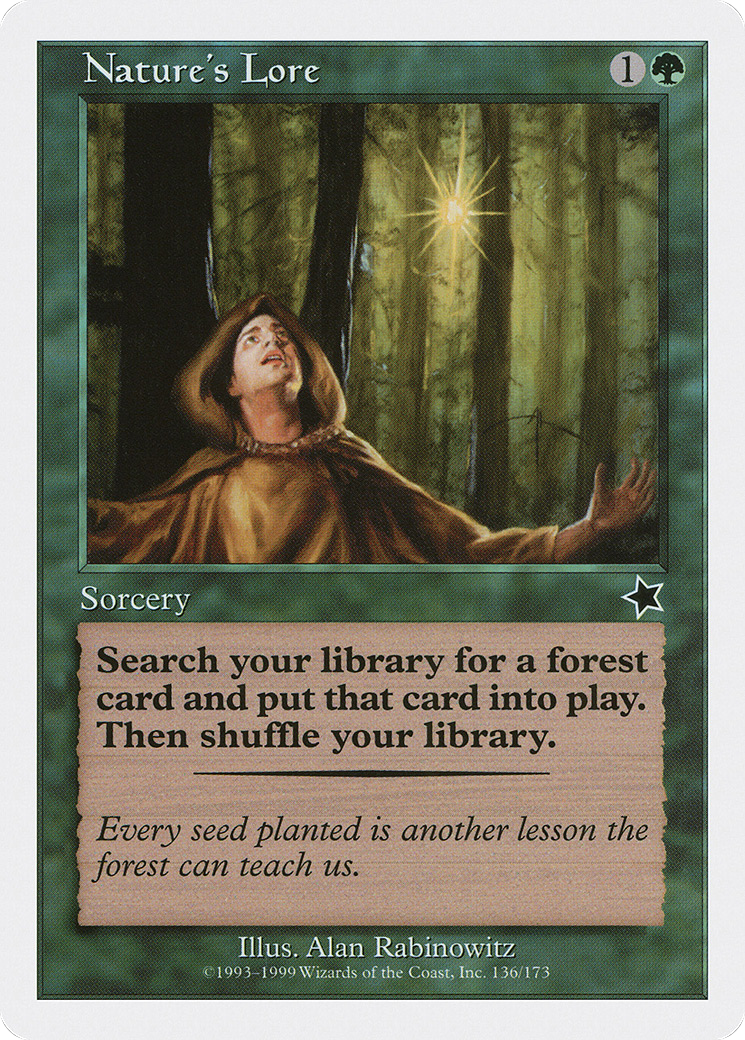 Nature's Lore
1
Sorcery
Search your library for a forest
card and put that card into play.
Then shuffle your library.
Every seed planted is another lesson the
forest can teach us.
Illus. Alan Rabinowitz
©1993–1999 Wizards of the Coast, Inc. 136/173